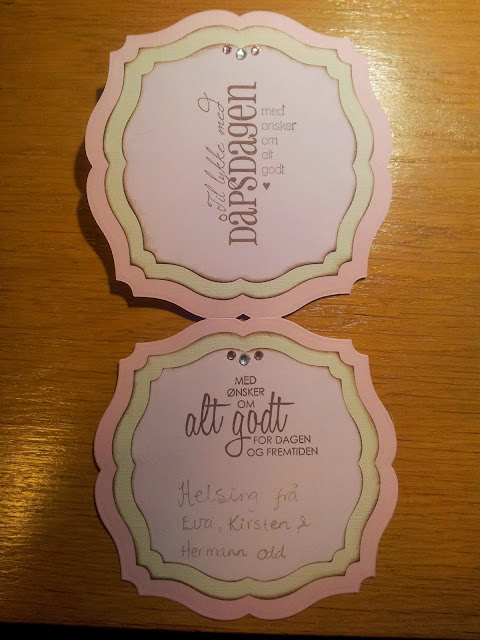 Til lykke med
DÅPSDAGEN
med
ønsker
om
alt
godt
MED
ØNSKER
OM
alt godt
FOR DAGEN
OG FREMTIDEN
Helsing frå
Eva, Kirsten &
Hermann Odd